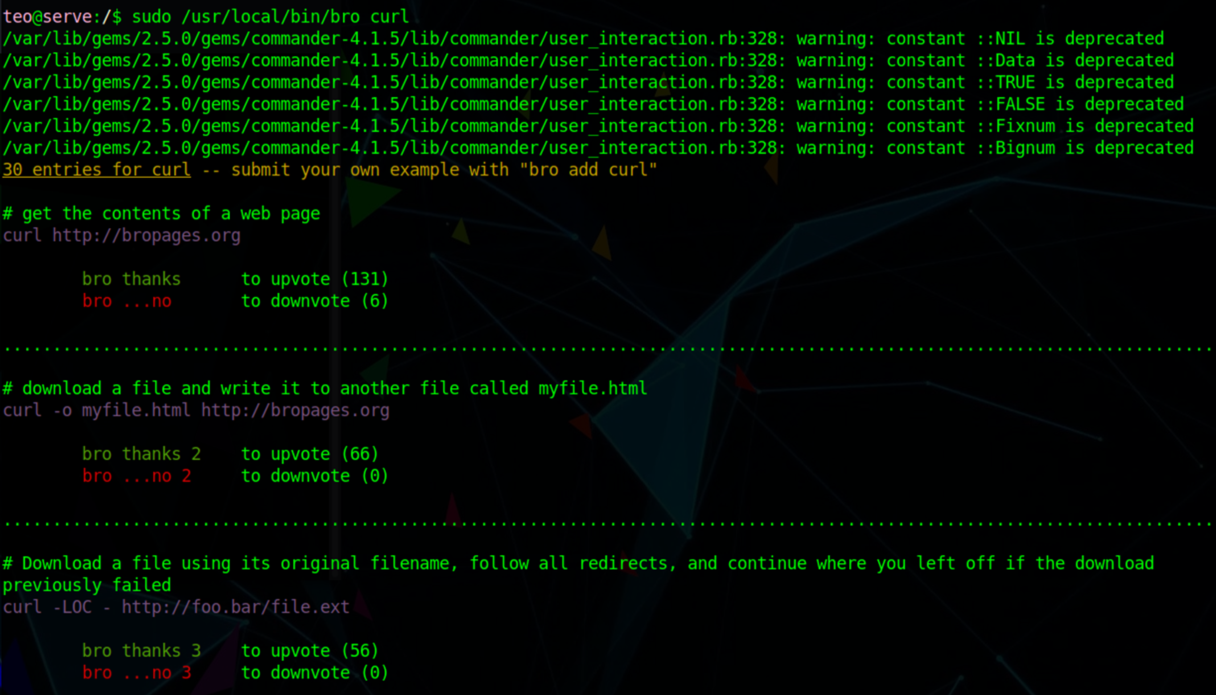 teo@serve:/$ sudo /usr/local/bin/bro curl
/var/lib/gems/2.5.0/gems/commander-4.1.5/lib/commander/user_interaction.rb:328: warning: constant ::NIL is deprecated
/var/lib/gems/2.5.0/gems/commander-4.1.5/lib/commander/user_interaction.rb:328: warning: constant ::Data is deprecated
/var/lib/gems/2.5.0/gems/commander-4.1.5/lib/commander/user_interaction.rb:328: warning: constant ::TRUE is deprecated
/var/lib/gems/2.5.0/gems/commander-4.1.5/lib/commander/user_interaction.rb:328: warning: constant ::FALSE is deprecated
/var/lib/gems/2.5.0/gems/commander-4.1.5/lib/commander/user_interaction.rb:328: warning: constant ::Fixnum is deprecated
/var/lib/gems/2.5.0/gems/commander-4.1.5/lib/commander/user_interaction.rb:328: warning: constant ::Bignum is deprecated
30 entries for curl -- submit your own example with "bro add curl"

# get the contents of a web page
curl http://bropages.org

        bro thanks      to upvote (131)
        bro ...no       to downvote (6)

..........................................................................................................................

# download a file and write it to another file called myfile.html
curl -o myfile.html http://bropages.org

        bro thanks 2    to upvote (66)
        bro ...no 2     to downvote (0)

..........................................................................................................................

# Download a file using its original filename, follow all redirects, and continue where you left off if the download
previously failed
curl -LOC - http://foo.bar/file.ext

        bro thanks 3    to upvote (56)
        bro ...no 3     to downvote (0)